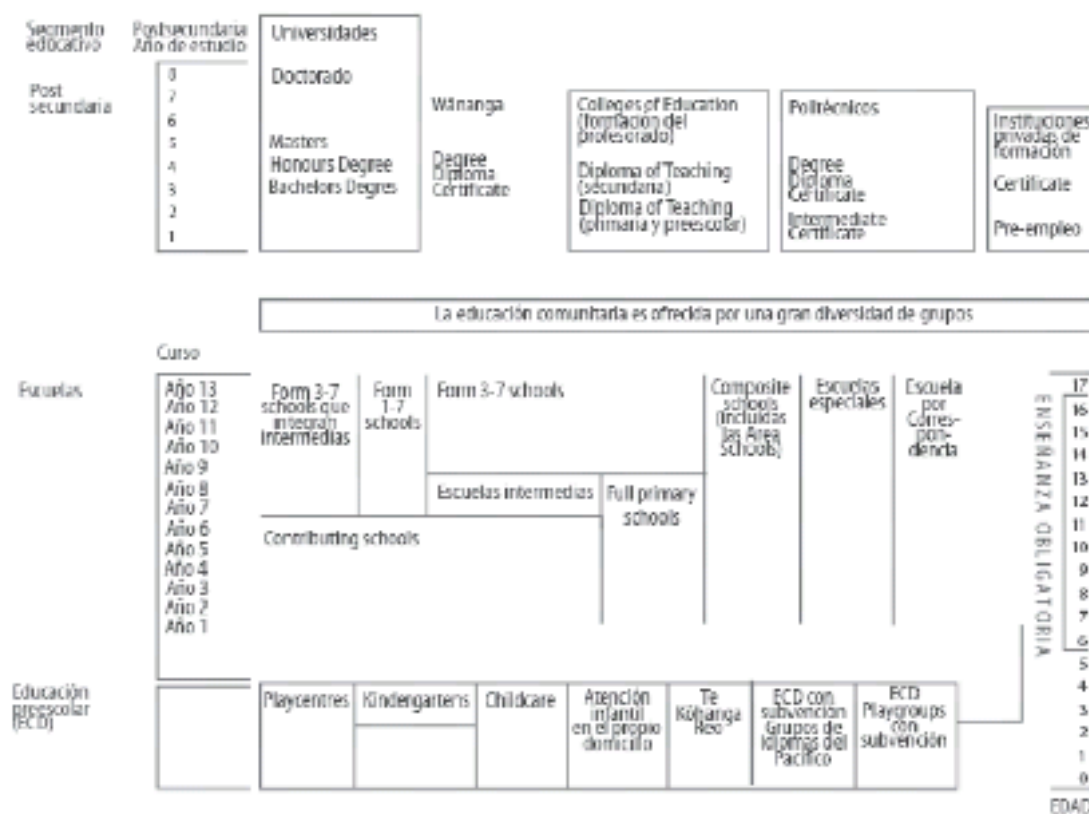 Segmento educativo
Postsecundaria
Año de estudio
Post
secundaria
8
7
6
5
4
3
2
1
Universidades
Doctorado
Masters
Honours Degree
Bachelors Degres
Wānanga
Degree
Diploma
Certificate
Colleges of Education
(formación del
profesorado)
Diploma of Teaching
(secundaria)
Diploma of Teaching
(primaria y preescolar)
Politécnicos
Degree
Diploma
Certificate
Intermediate
Certificate
Instituciones
privadas de
formación
Certificate
Pre-empleo
La educación comunitaria es ofrecida por una gran diversidad de grupos
Curso
Escuelas
Año 13
Año 12
Año 11
Año 10
Año 9
Año 8
Año 7
Año 6
Año 5
Año 4
Año 3
Año 2
Año 1
Form 3-7
schools que
integran
intermedias
Form
1-7
schools
Form 3-7 schools
Escuelas intermedias
Full primary
schools
Contributing schools
Composite
schools
(incluidas
las Area
Schools)
Escuelas
especiales
Escuela
por
Corres-
pon-
dencia
ENSEÑANZA OBLIGATORIA
17
16
15
14
13
12
11
10
9
8
7
6
5
4
3
2
1
0
EDAD
Educación
preescolar
(ECD)
Playcentres
Kindergartens
Childcare
Atención
infantil
en el propio
domicilio
Te
Kōhanga
Reo
ECD con
subvención
Grupos de
Idiomas del
Pacífico
ECD
Playgroups
con
subvención